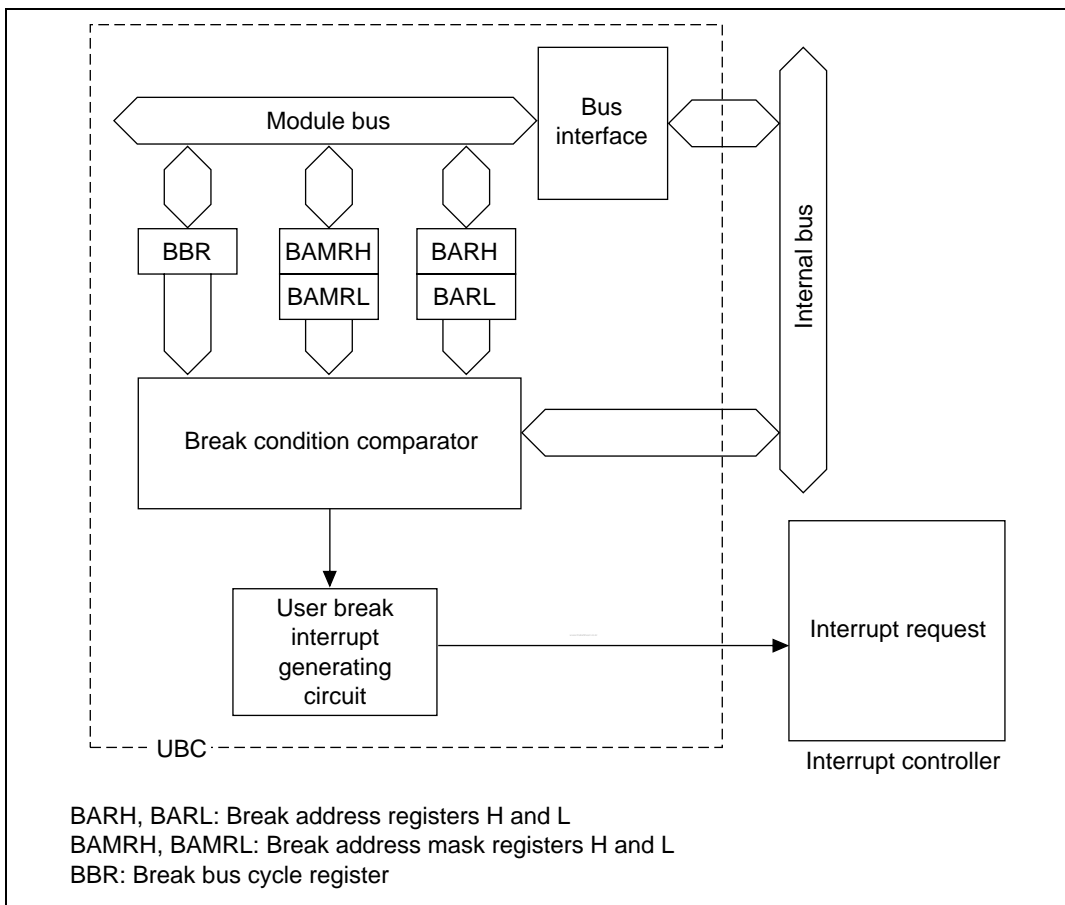 Module bus
Bus
interface
BBR
BAMRH
BARH
BAMRL
BARL
Internal bus
Break condition comparator
User break
interrupt
generating
circuit
Interrupt request
UBC
Interrupt controller
BARH, BARL: Break address registers H and L
BAMRH, BAMRL: Break address mask registers H and L
BBR: Break bus cycle register